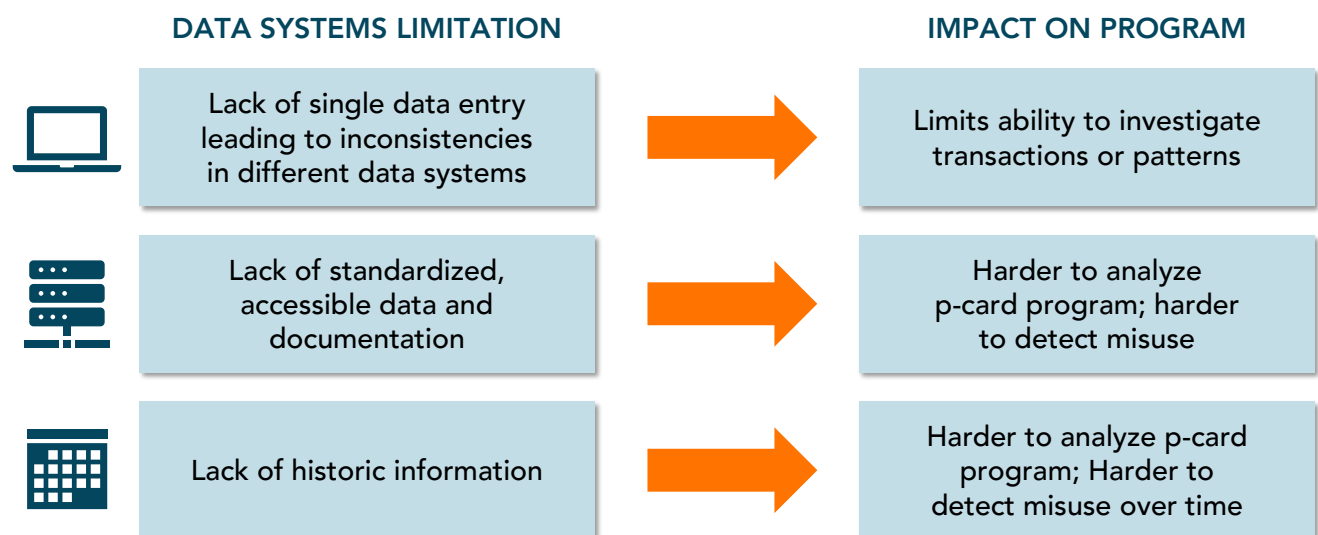 DATA SYSTEMS LIMITATION
IMPACT ON PROGRAM
Lack of single data entry
leading to inconsistencies
in different data systems
Limits ability to investigate
transactions or patterns
Lack of standardized,
accessible data and
documentation
Harder to analyze
p-card program; harder
to detect misuse
Lack of historic information
Harder to analyze p-card
program; Harder to
detect misuse over time